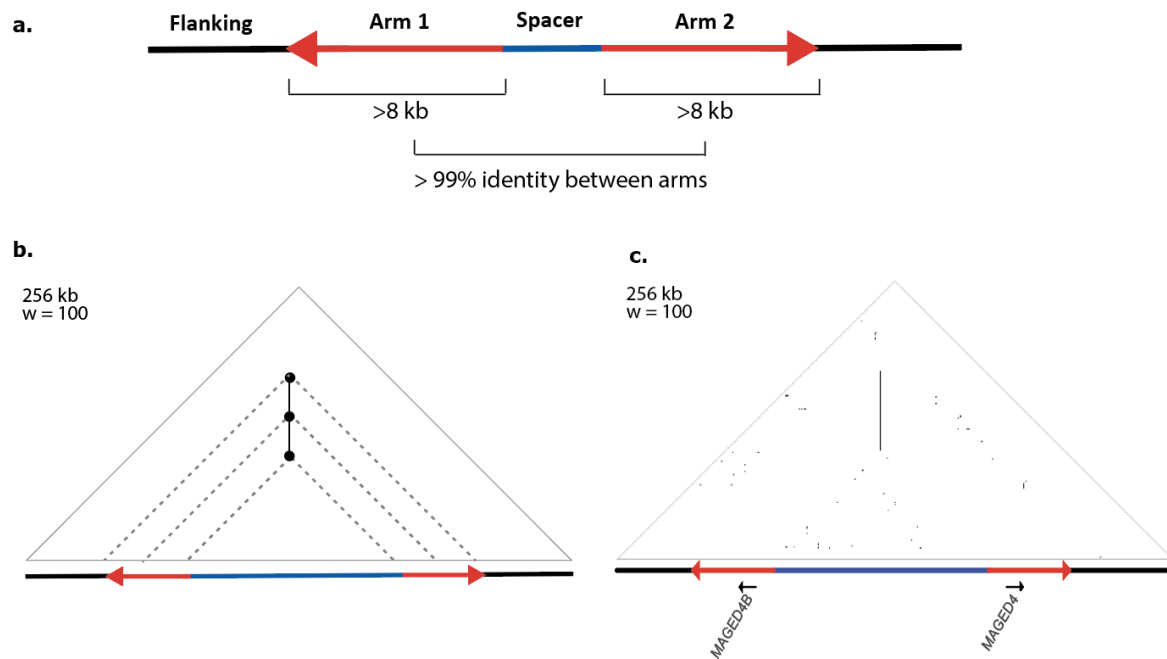 a.
Flanking Arm 1 Spacer Arm 2
>8 kb >8 kb
> 99% identity between arms
b.
256 kb
w = 100
c.
256 kb
w = 100
MAGED4B
MAGED4